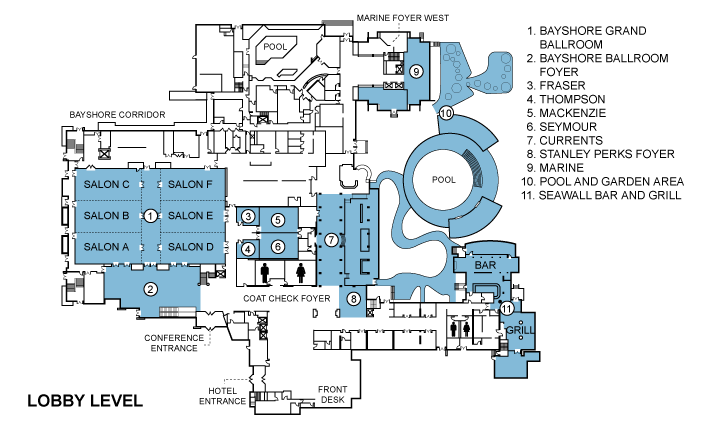 MARINE FOYER WEST
POOL
9
10
BAYSHORE CORRIDOR
SALON C
SALON F
SALON B
1
SALON E
SALON A
SALON D
2
3
5
4
6
7
POOL
8
COAT CHECK FOYER
CONFERENCE
ENTRANCE
HOTEL
ENTRANCE
FRONT
DESK
BAR
11
GRILL
LOBBY LEVEL
1. BAYSHORE GRAND
BALLROOM
2. BAYSHORE BALLROOM
FOYER
3. FRASER
4. THOMPSON
5. MACKENZIE
6. SEYMOUR
7. CURRENTS
8. STANLEY PERKS FOYER
9. MARINE
10. POOL AND GARDEN AREA
11. SEAWALL BAR AND GRILL